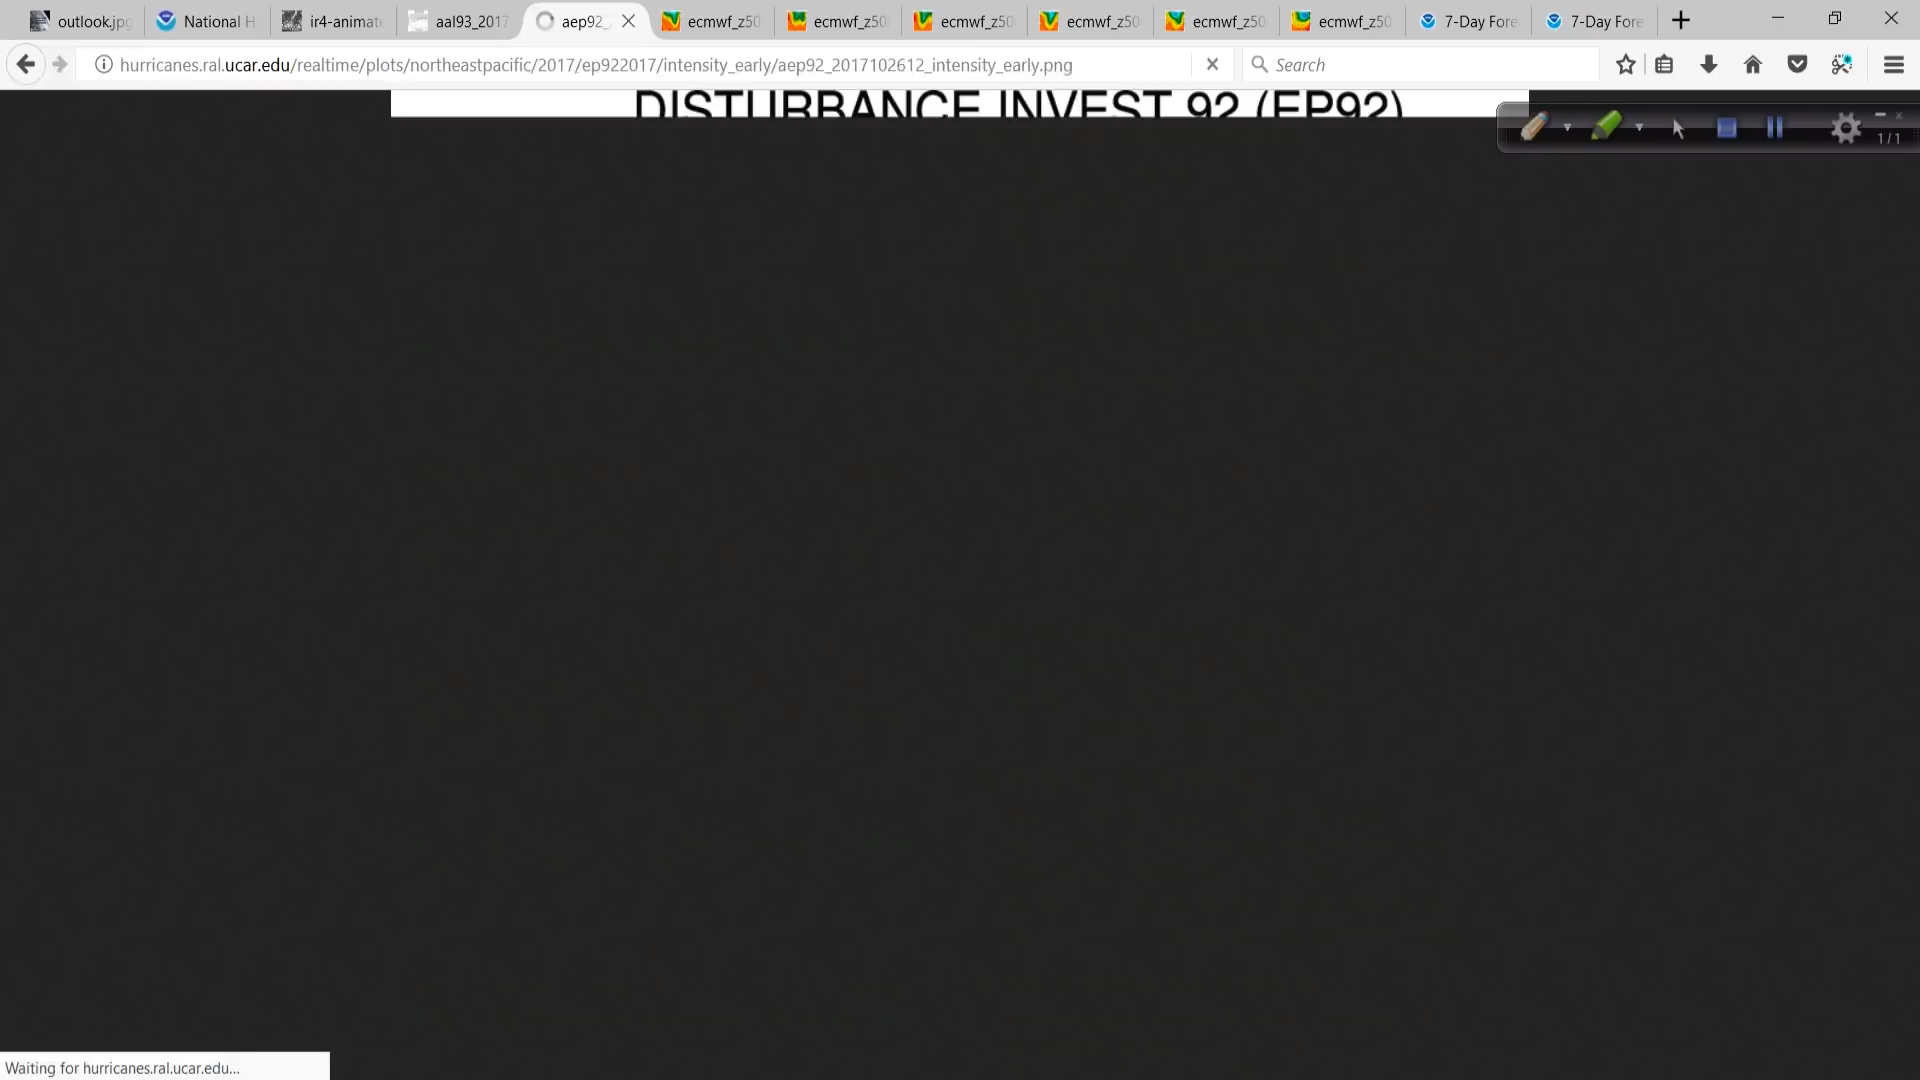 outlook.jpg
National H
ir4-animate
aal93_2017
aep92_
ecmwf_z50
ecmwf_z50
ecmwf_z50
ecmwf_z50
ecmwf_z50
ecmwf_z50
7-Day Fore
7-Day Fore
hurricanes.ral.ucar.edu/realtime/plots/northeastpacific/2017/ep922017/intensity_early/aep92_2017102612_intensity_early.png
Search
DISTURBANCE INVEST 92 (EP92)
1/1
Waiting for hurricanes.ral.ucar.edu...